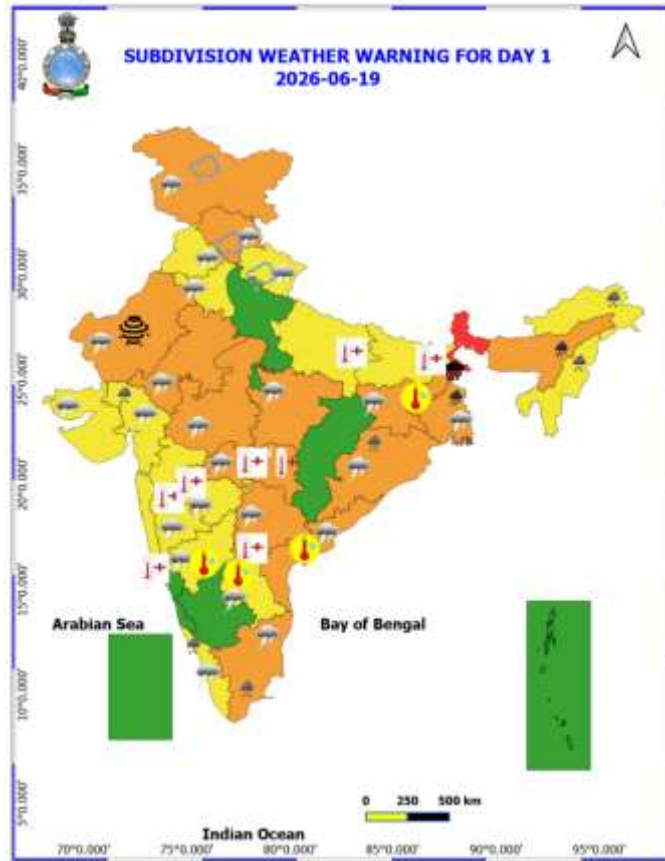 SUBDIVISION WEATHER WARNING FOR DAY 1
2026-06-19
40°0.000'
35°0.000'
30°0.000'
25°0.000'
20°0.000'
15°0.000'
10°0.000'
5°0.000'
Arabian Sea
Bay of Bengal
0 250 500 km
Indian Ocean
70°0.000' 75°0.000' 80°0.000' 85°0.000' 90°0.000' 95°0.000'